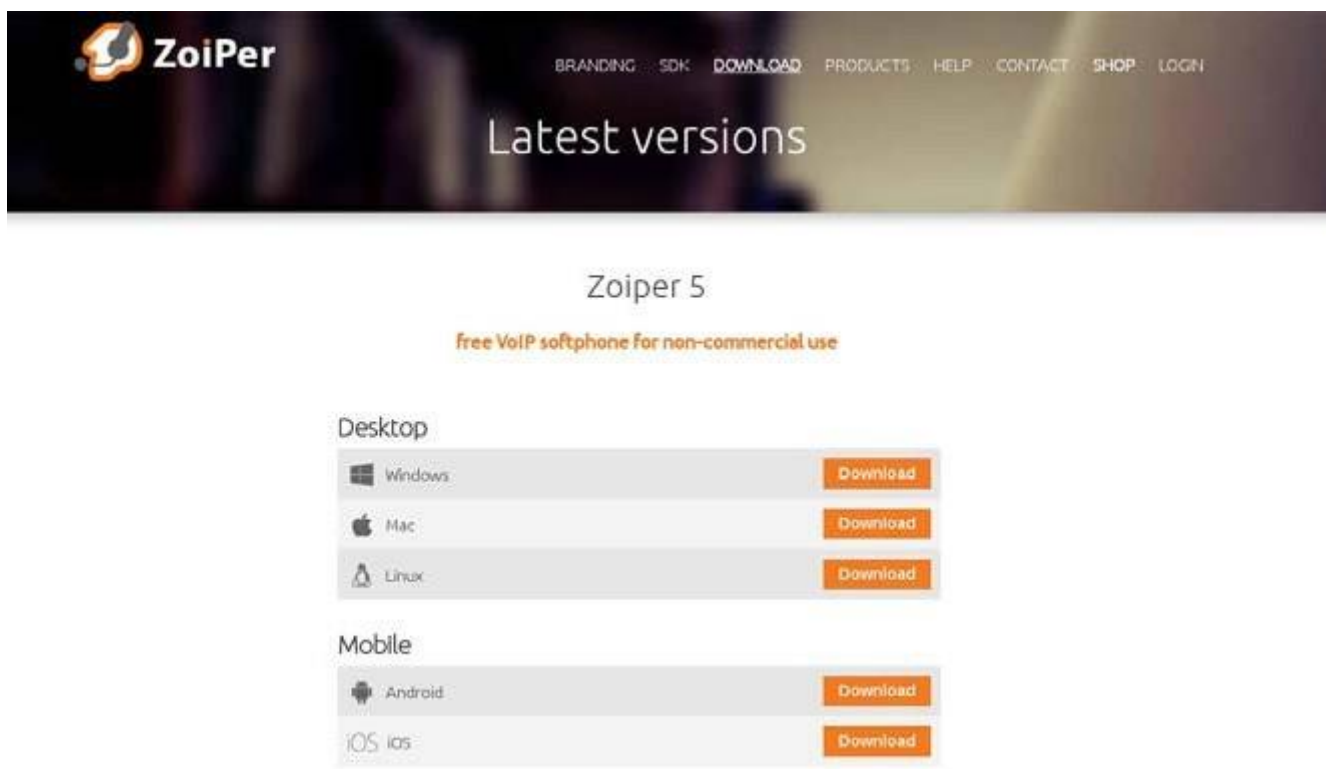 ZoiPer
BRANDING SDK DOWNLOAD PRODUCTS HELP CONTACT SHOP LOGIN
Latest versions
Zoiper 5
free VoIP softphone for non-commercial use
Desktop
Windows Download
Mac Download
Linux Download
Mobile
Android Download
iOS iOS Download